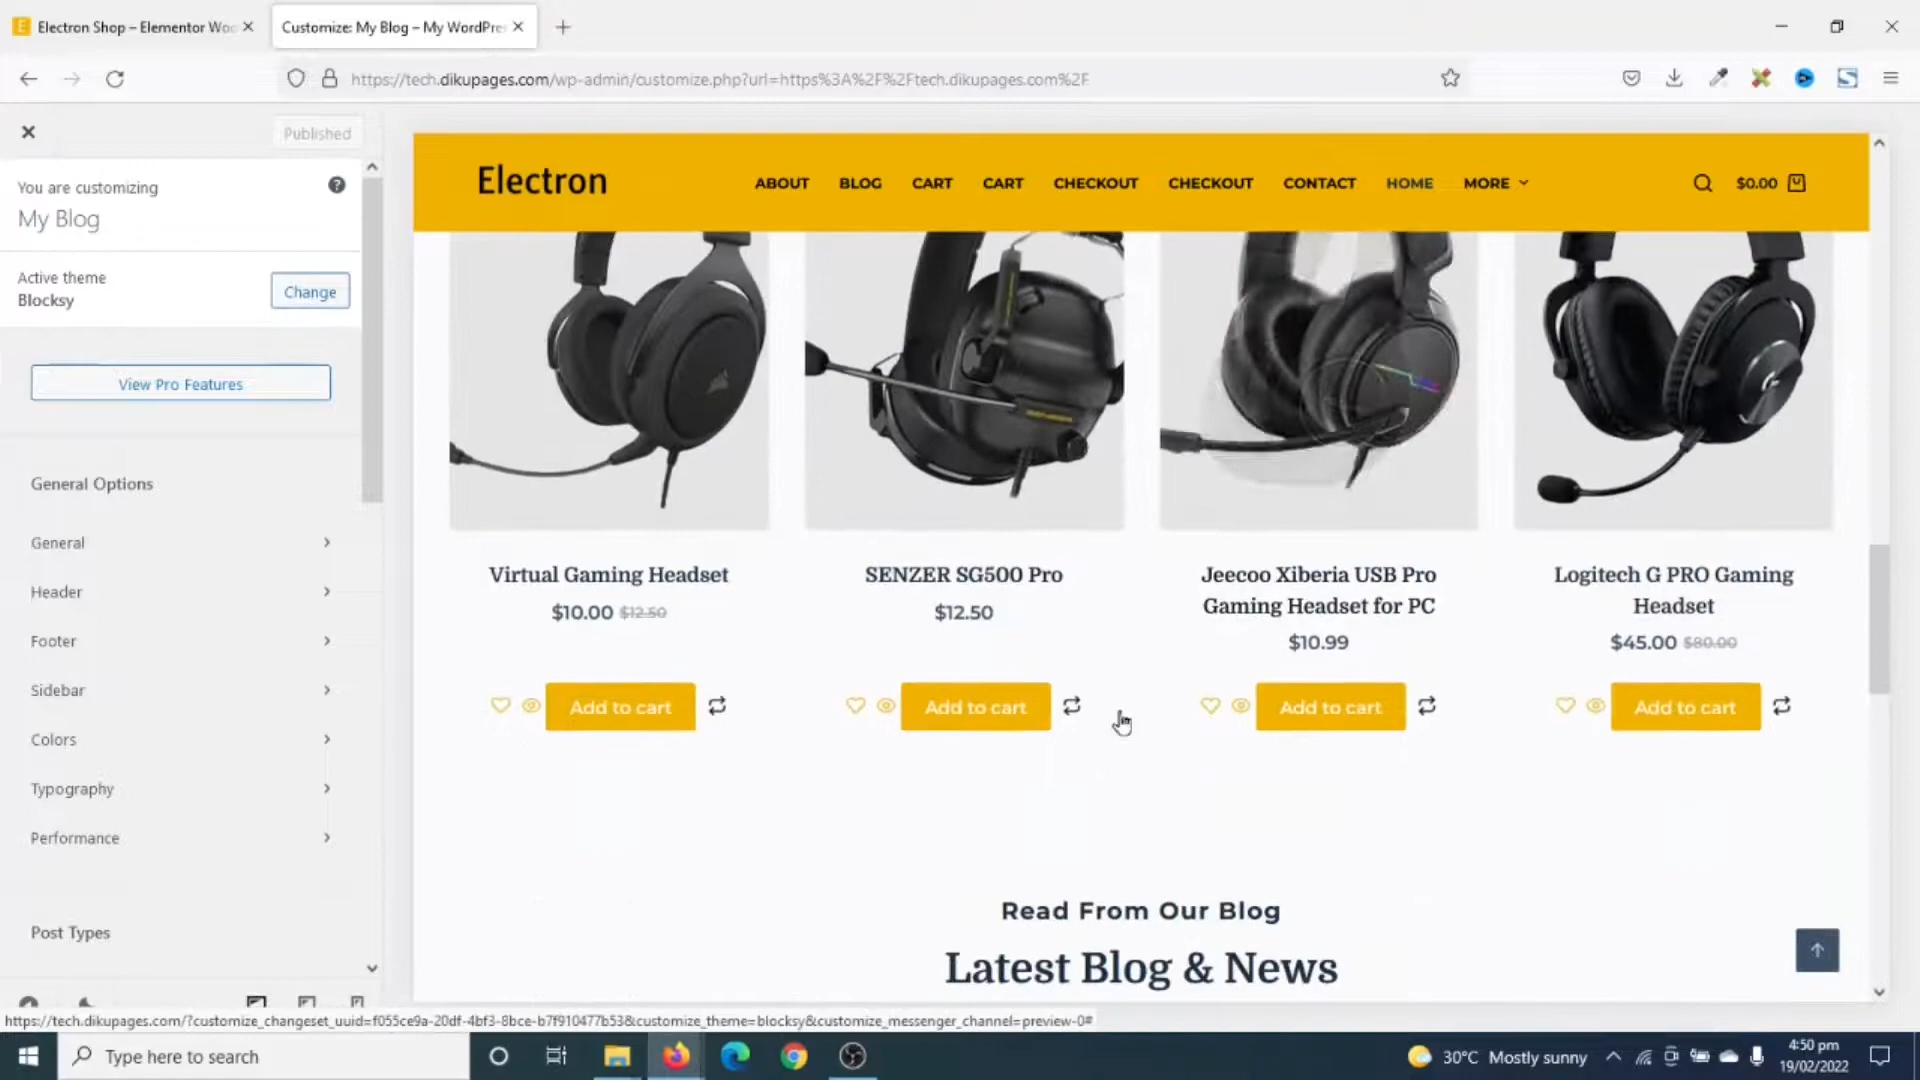 Electron Shop – Elementor Woo
Customize: My Blog – My WordPre
https://tech.dikupages.com/wp-admin/customize.php?url=https%3A%2F%2Ftech.dikupages.com%2F
Published
You are customizing
My Blog
Active theme
Blocksy
Change
View Pro Features
General Options
General
Header
Footer
Sidebar
Colors
Typography
Performance
Post Types
Electron
ABOUT BLOG CART CART CHECKOUT CHECKOUT CONTACT HOME MORE
$0.00
Virtual Gaming Headset
$10.00 $12.50
Add to cart
SENZER SG500 Pro
$12.50
Add to cart
Jeecoo Xiberia USB Pro
Gaming Headset for PC
$10.99
Add to cart
Logitech G PRO Gaming
Headset
$45.00 $80.00
Add to cart
Read From Our Blog
Latest Blog & News
https://tech.dikupages.com/?customize_changeset_uuid=f055ce9a-20df-4bf3-8bce-b7f910477b53&customize_theme=blocksy&customize_messenger_channel=preview-0#
Type here to search
30°C Mostly sunny
4:50 pm
19/02/2022